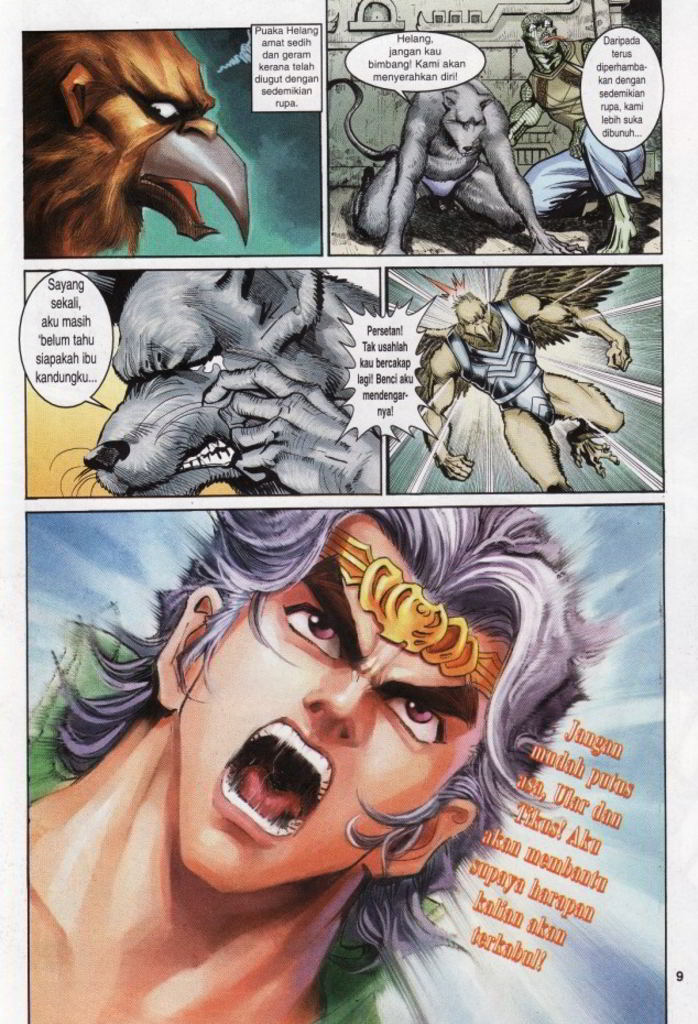 Puaka Helang
amat sedih
dan geram
kerana telah
diugut dengan
sedemikian
rupa.
Helang,
jangan kau
bimbang! Kami akan
menyerahkan diri!
Daripada
terus
diperhamba-
kan dengan
sedemikian
rupa, kami
lebih suka
dibunuh...
Sayang
sekali,
aku masih
'belum tahu
siapakah ibu
kandungku...
Persetan!
Tak usahlah
kau bercakap
lagi! Benci aku
mendengar-
nya!
Jangan
mudah putus
asa, Ular dan
Tikus! Aku
akan membantu
supaya harapan
kalian akan
terkabul!
9